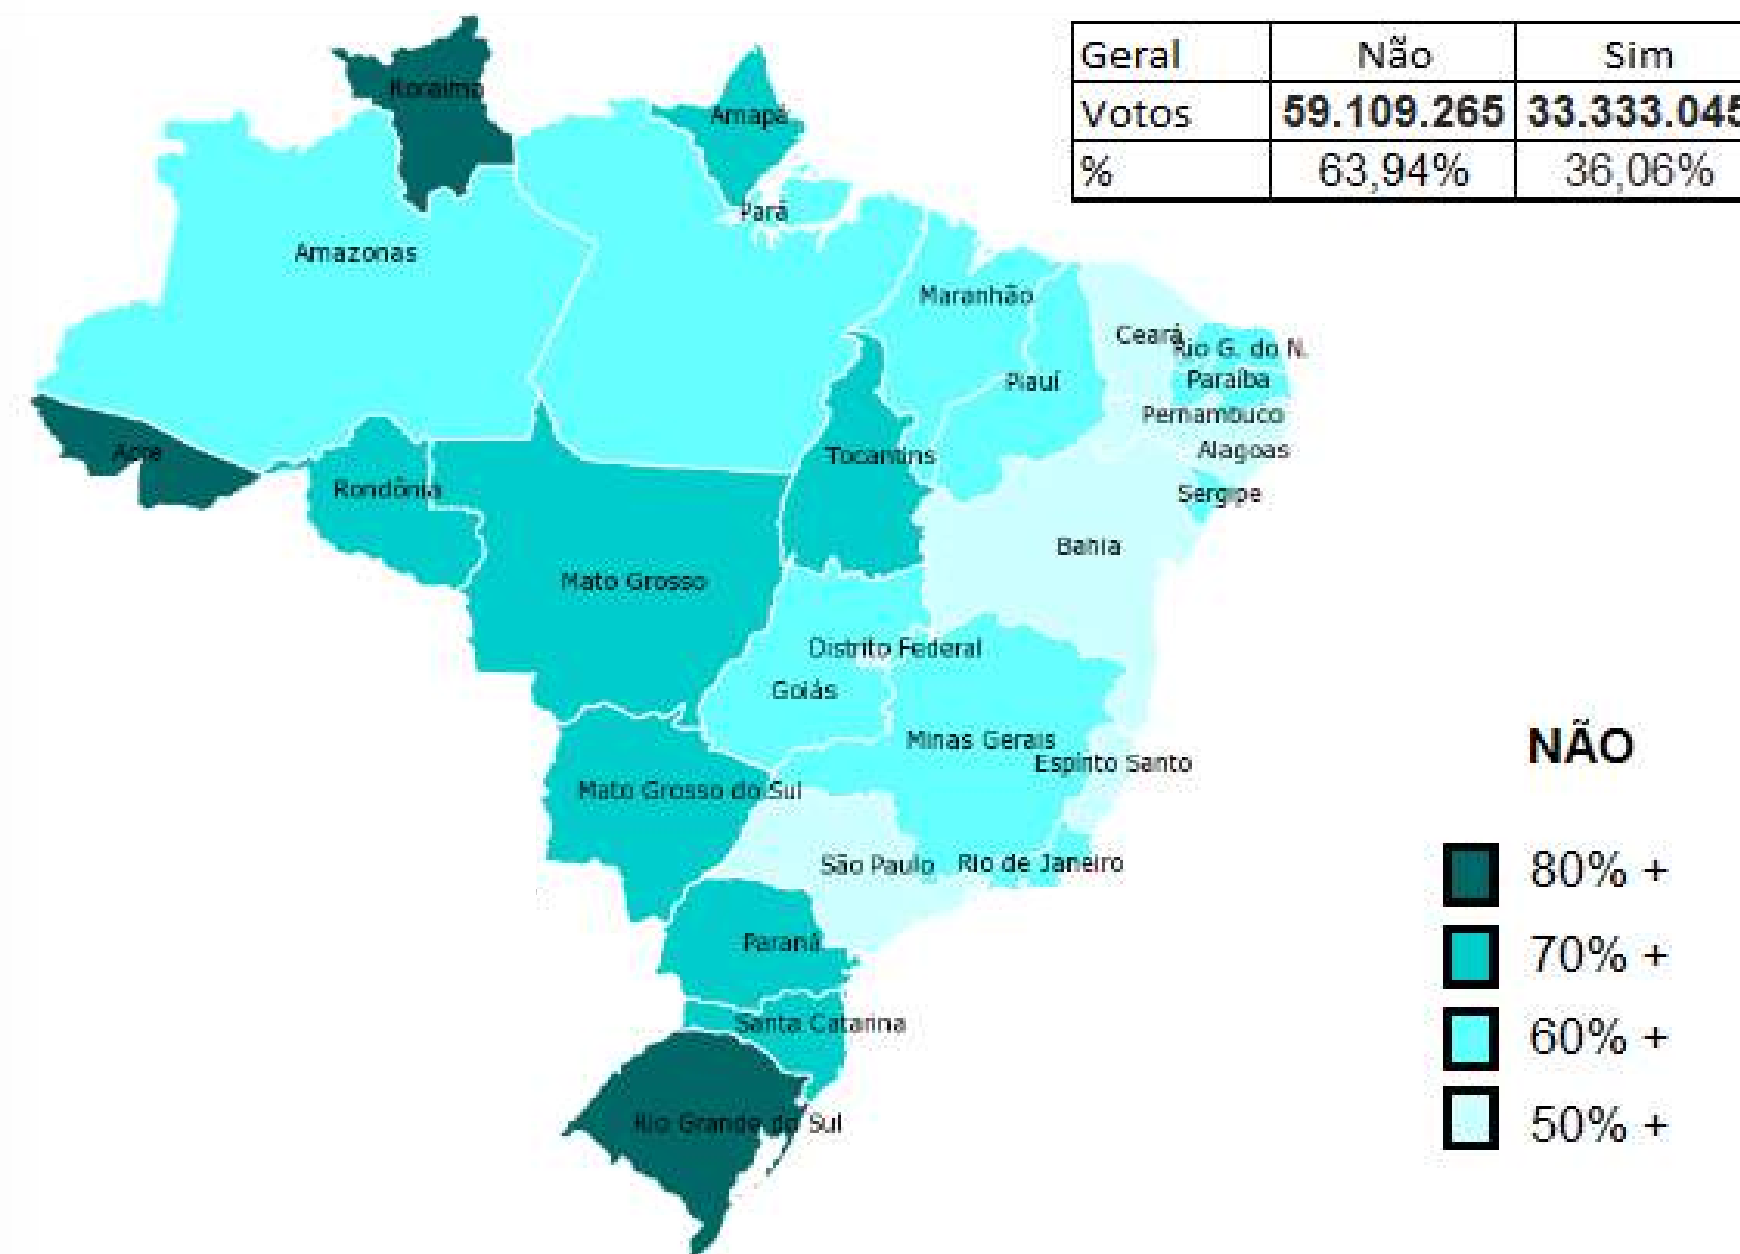 Geral Não Sim
Votos 59.109.265 33.333.045
% 63,94% 36,06%
Roraima
Amapá
Pará
Amazonas
Maranhão
Ceará
Rio G. do N.
Piauí
Paraíba
Pernambuco
Alagoas
Acre
Tocantins
Rondônia
Sergipe
Bahia
Mato Grosso
Distrito Federal
Goiás
Minas Gerais
Espírito Santo
Mato Grosso do Sul
São Paulo
Rio de Janeiro
Paraná
Santa Catarina
Rio Grande do Sul
NÃO
80% +
70% +
60% +
50% +